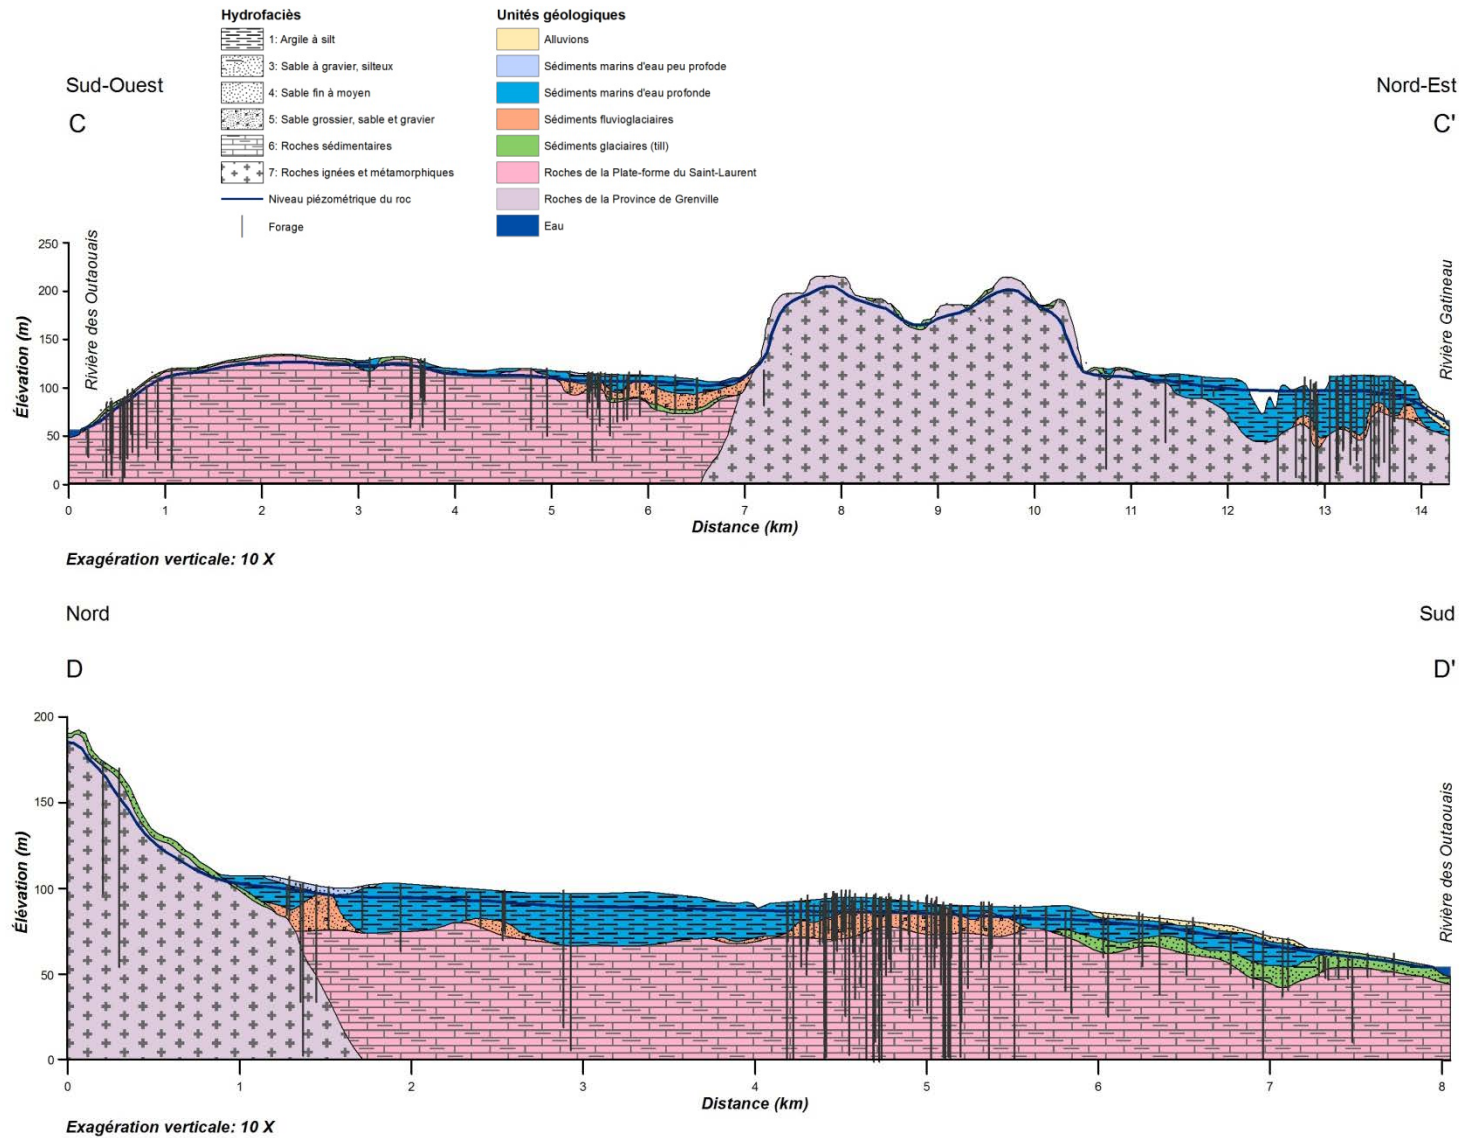 Hydrofaciès
Unités géologiques
1: Argile à silt
Alluvions
3: Sable à gravier, silteux
Sédiments marins d'eau peu profode
4: Sable fin à moyen
Sédiments marins d'eau profonde
5: Sable grossier, sable et gravier
Sédiments fluvioglaciaires
6: Roches sédimentaires
Sédiments glaciaires (till)
7: Roches ignées et métamorphiques
Roches de la Plate-forme du Saint-Laurent
Niveau piézométrique du roc
Roches de la Province de Grenville
Forage
Eau
Sud-Ouest
Nord-Est
C
C'
Élévation (m)
250
200
150
100
50
0
Rivière des Outaouais
Rivière Gatineau
0 1 2 3 4 5 6 7 8 9 10 11 12 13 14
Distance (km)
Exagération verticale: 10 X
Nord
Sud
D
D'
Élévation (m)
200
150
100
50
0
Rivière des Outaouais
0 1 2 3 4 5 6 7 8
Distance (km)
Exagération verticale: 10 X